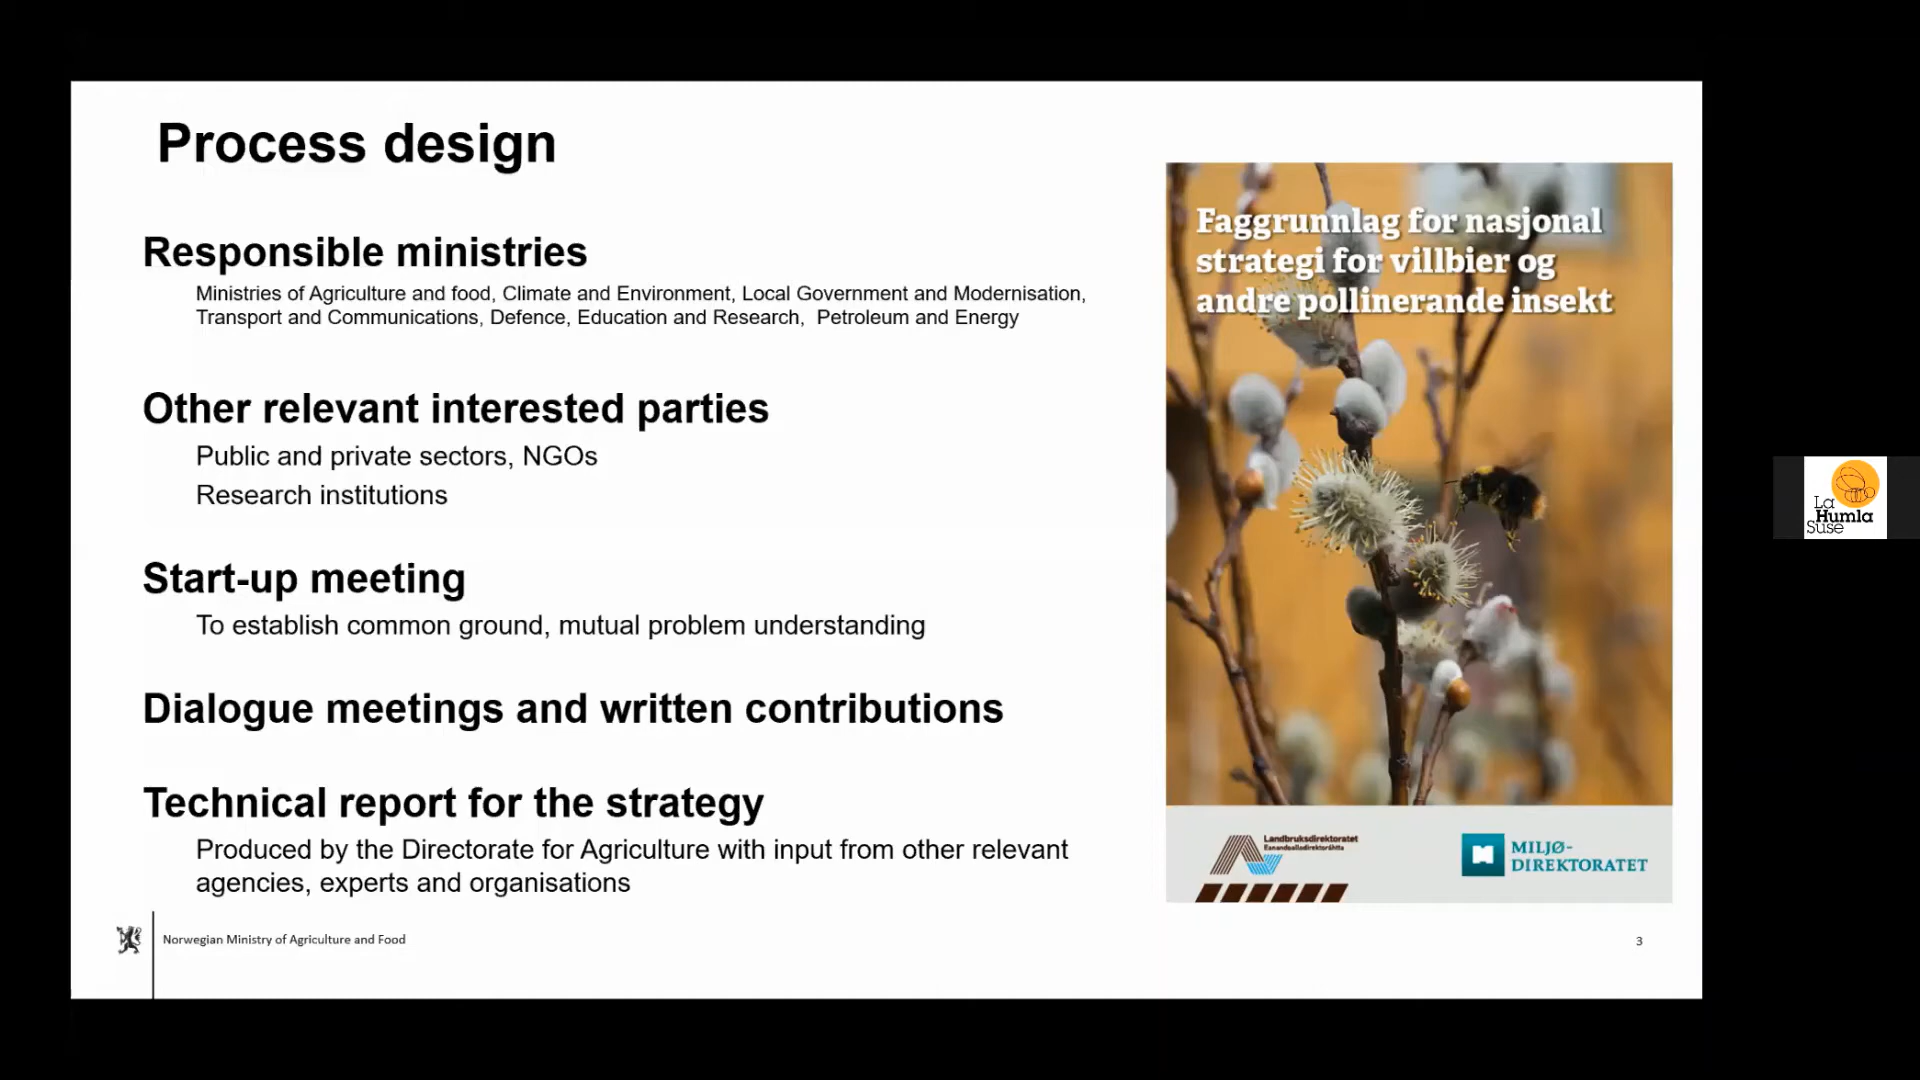 Process design
Responsible ministries
Ministries of Agriculture and food, Climate and Environment, Local Government and Modernisation,
Transport and Communications, Defence, Education and Research, Petroleum and Energy
Other relevant interested parties
Public and private sectors, NGOs
Research institutions
Start-up meeting
To establish common ground, mutual problem understanding
Dialogue meetings and written contributions
Technical report for the strategy
Produced by the Directorate for Agriculture with input from other relevant
agencies, experts and organisations
Norwegian Ministry of Agriculture and Food
3
Faggrunnlag for nasjonal
strategi for villbier og
andre pollinerande insekt
Landbruksdirektoratet
Eanandoallodirektoráhtta
MILJØ-
DIREKTORATET
La
Humla
Suse